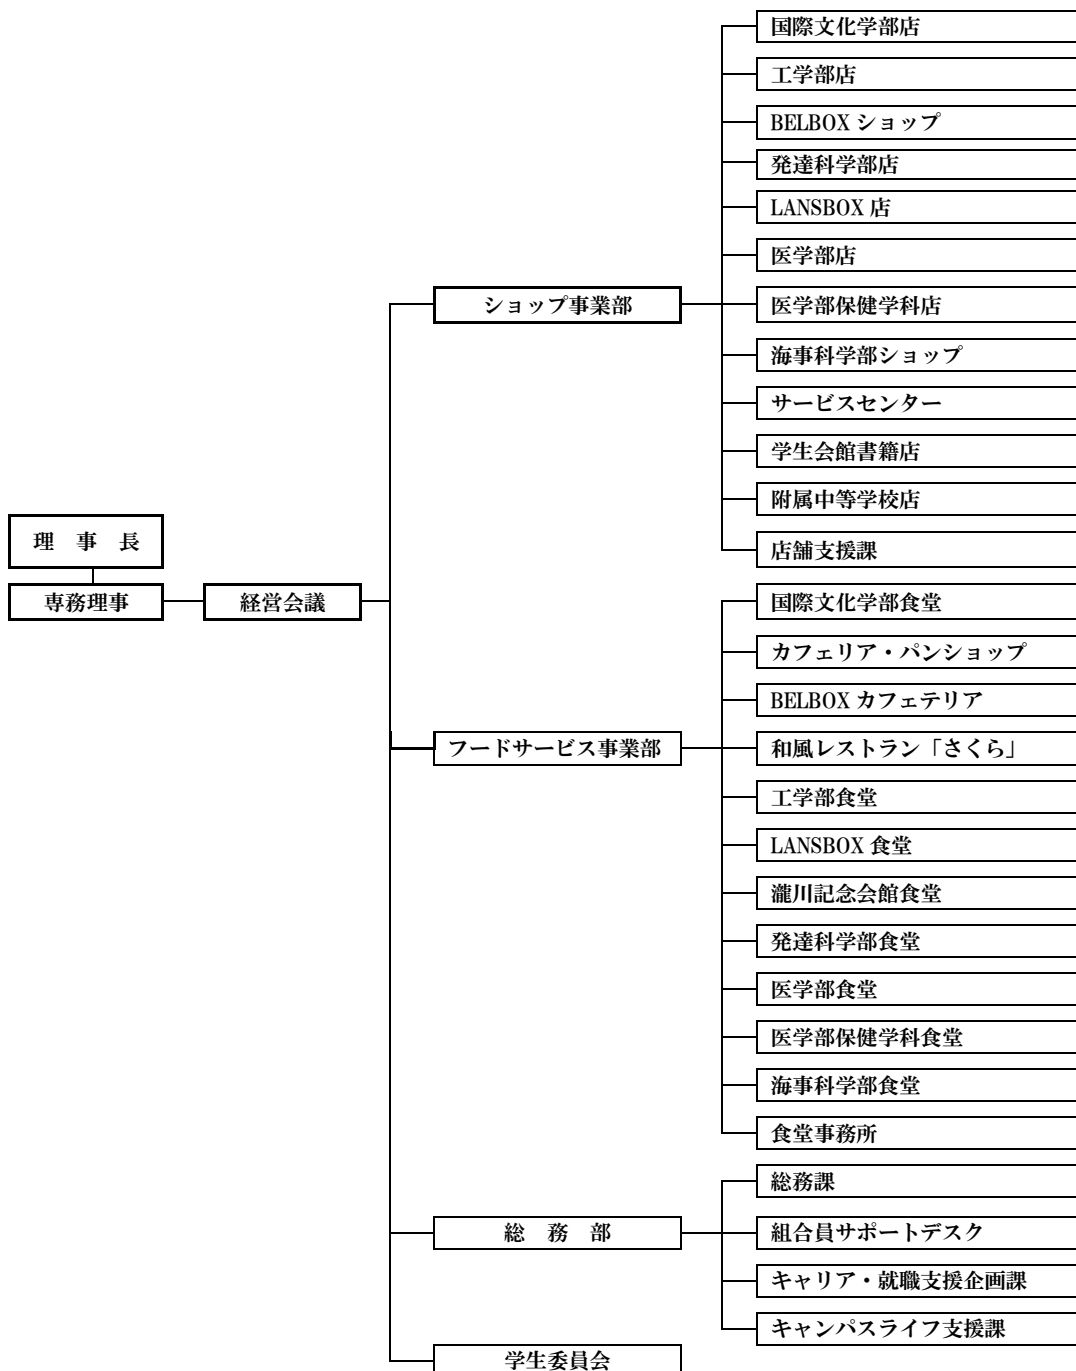 理　事　長
専務理事
経営会議
ショップ事業部
国際文化学部店
工学部店
BELBOX ショップ
発達科学部店
LANSBOX 店
医学部店
医学部保健学科店
海事科学部ショップ
サービスセンター
学生会館書籍店
附属中等学校店
店舗支援課
フードサービス事業部
国際文化学部食堂
カフェリア・パンショップ
BELBOX カフェテリア
和風レストラン「さくら」
工学部食堂
LANSBOX 食堂
瀧川記念会館食堂
発達科学部食堂
医学部食堂
医学部保健学科食堂
海事科学部食堂
食堂事務所
総　務　部
総務課
組合員サポートデスク
キャリア・就職支援企画課
キャンパスライフ支援課
学生委員会